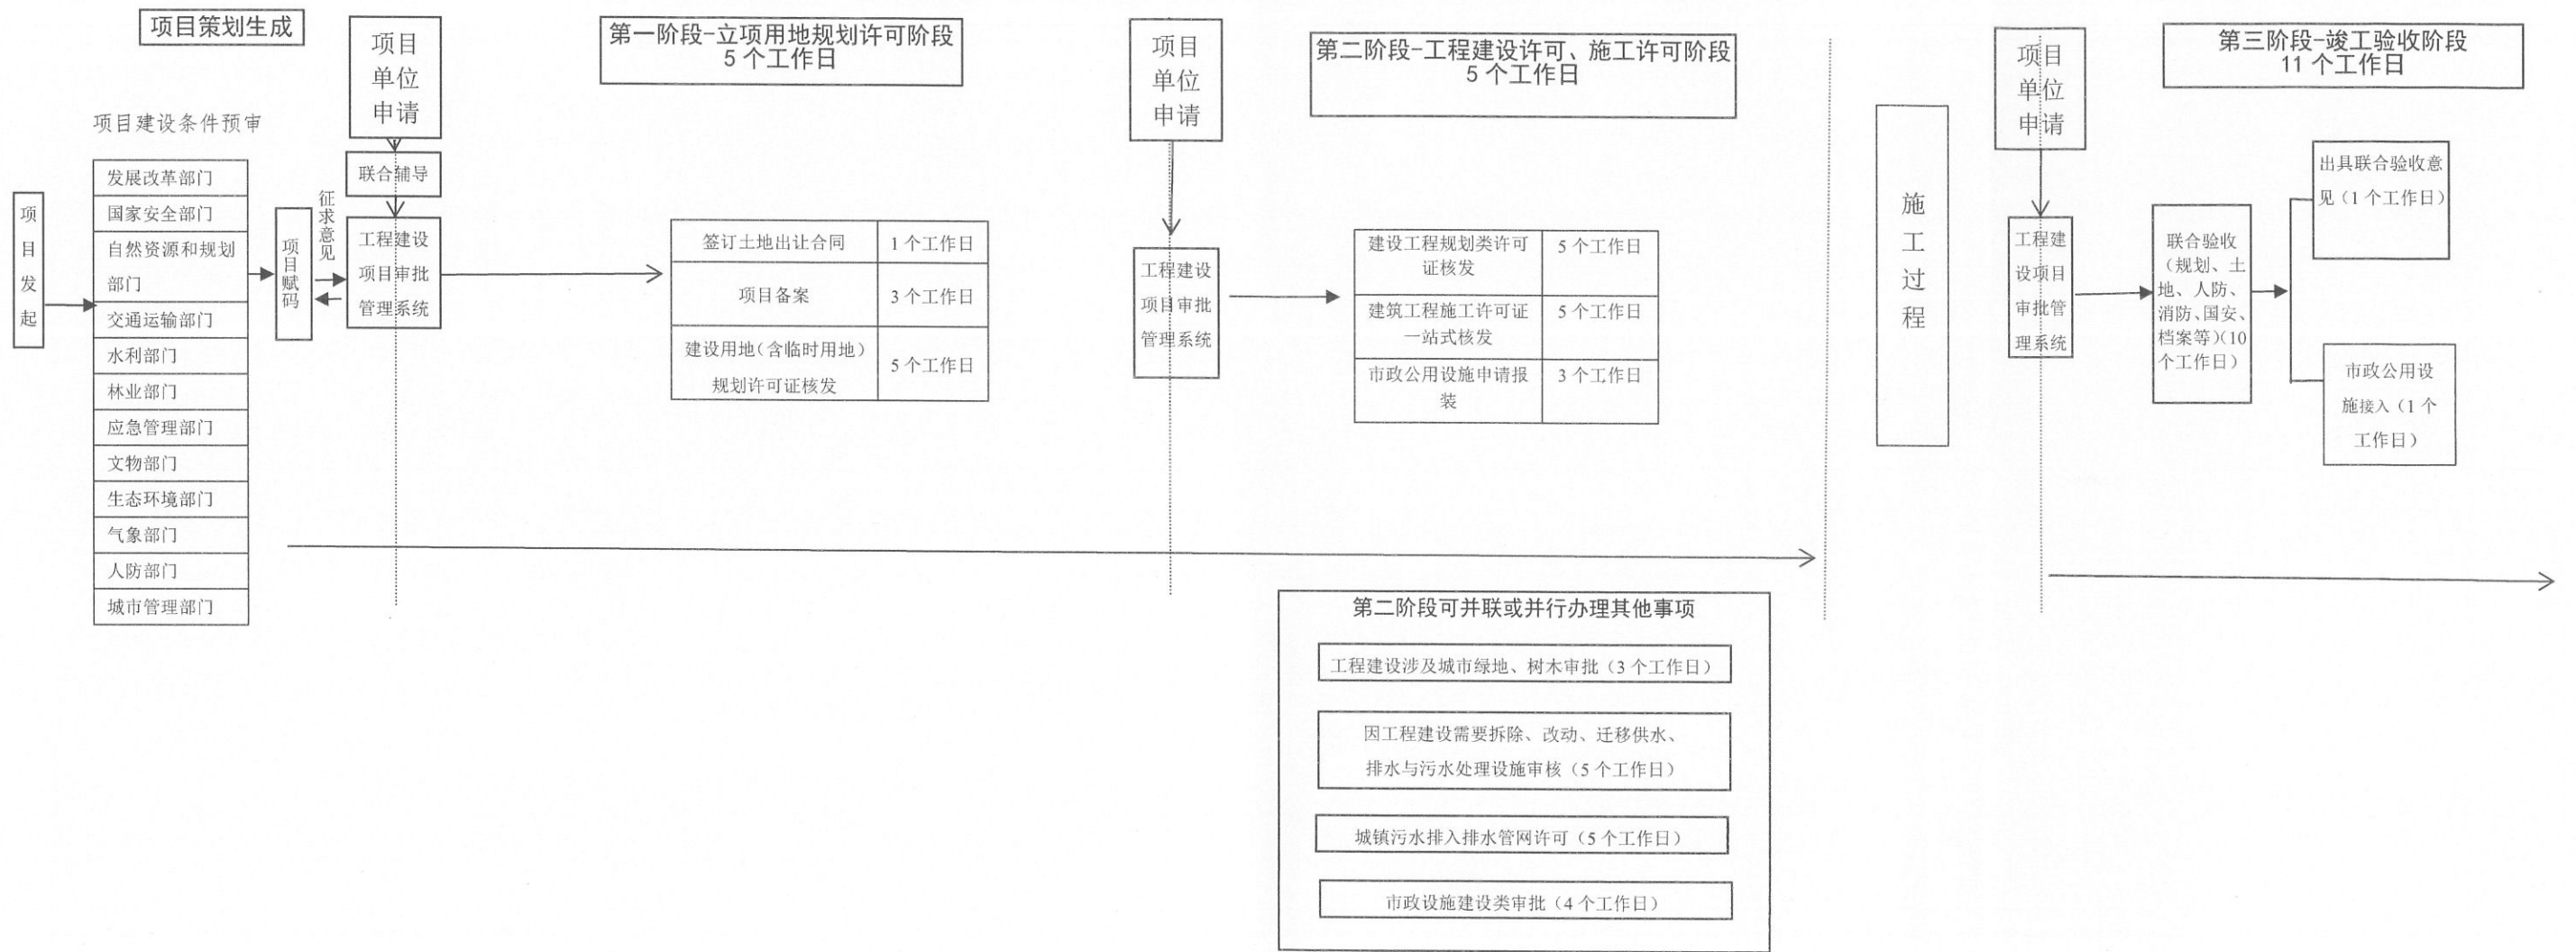 项目策划生成
项目建设条件预审
项目发起
发展改革部门
国家安全部门
自然资源和规划
部门
交通运输部门
水利部门
林业部门
应急管理部门
文物部门
生态环境部门
气象部门
人防部门
城市管理部门
项目赋码
征求意见
项目
单位
申请
联合辅导
工程建设
项目审批
管理系统
第一阶段-立项用地规划许可阶段
5 个工作日
签订土地出让合同
1 个工作日
项目备案
3 个工作日
建设用地（含临时用地）
规划许可证核发
5 个工作日
项目
单位
申请
工程建设
项目审批
管理系统
第二阶段-工程建设许可、施工许可阶段
5 个工作日
建设工程规划类许可
证核发
5 个工作日
建筑工程施工许可证
一站式核发
5 个工作日
市政公用设施申请报
装
3 个工作日
第二阶段可并联或并行办理其他事项
工程建设涉及城市绿地、树木审批（3 个工作日）
因工程建设需要拆除、改动、迁移供水、
排水与污水处理设施审核（5 个工作日）
城镇污水排入排水管网许可（5 个工作日）
市政设施建设类审批（4 个工作日）
施工过程
项目
单位
申请
工程建
设项目
审批管
理系统
第三阶段-竣工验收阶段
11 个工作日
联合验收
（规划、土
地、人防、
消防、国安、
档案等）（10
个工作日）
出具联合验收意
见（1 个工作日）
市政公用设
施接入（1 个
工作日）